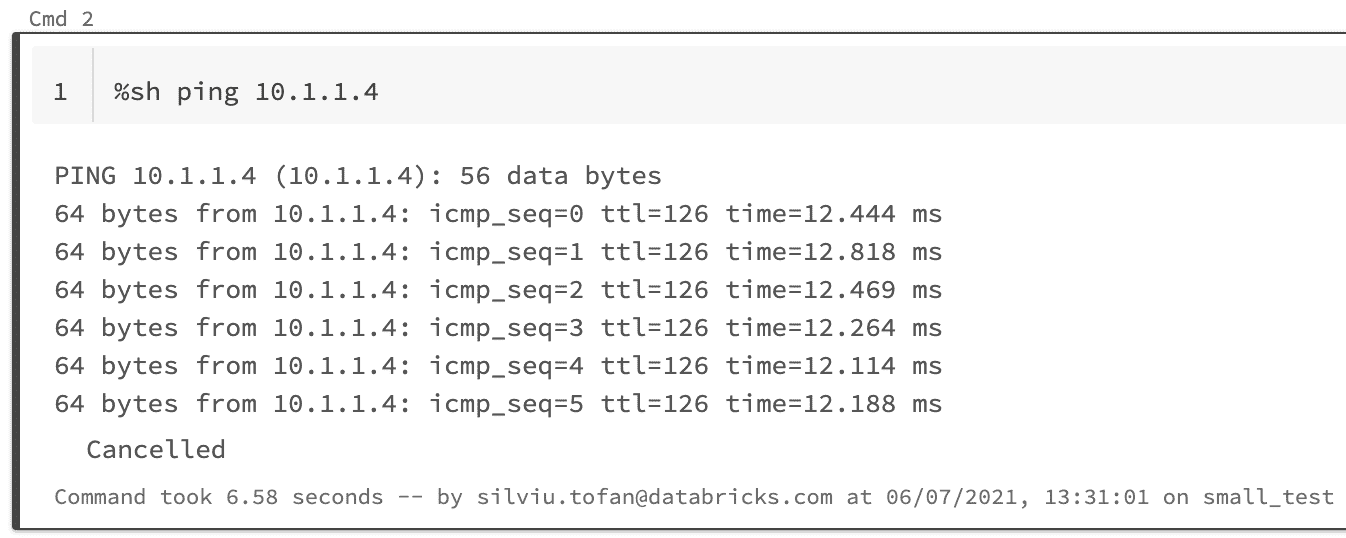 Cmd 2
1 %sh ping 10.1.1.4
PING 10.1.1.4 (10.1.1.4): 56 data bytes
64 bytes from 10.1.1.4: icmp_seq=0 ttl=126 time=12.444 ms
64 bytes from 10.1.1.4: icmp_seq=1 ttl=126 time=12.818 ms
64 bytes from 10.1.1.4: icmp_seq=2 ttl=126 time=12.469 ms
64 bytes from 10.1.1.4: icmp_seq=3 ttl=126 time=12.264 ms
64 bytes from 10.1.1.4: icmp_seq=4 ttl=126 time=12.114 ms
64 bytes from 10.1.1.4: icmp_seq=5 ttl=126 time=12.188 ms
Cancelled
Command took 6.58 seconds -- by silviu.tofan@databricks.com at 06/07/2021, 13:31:01 on small_test